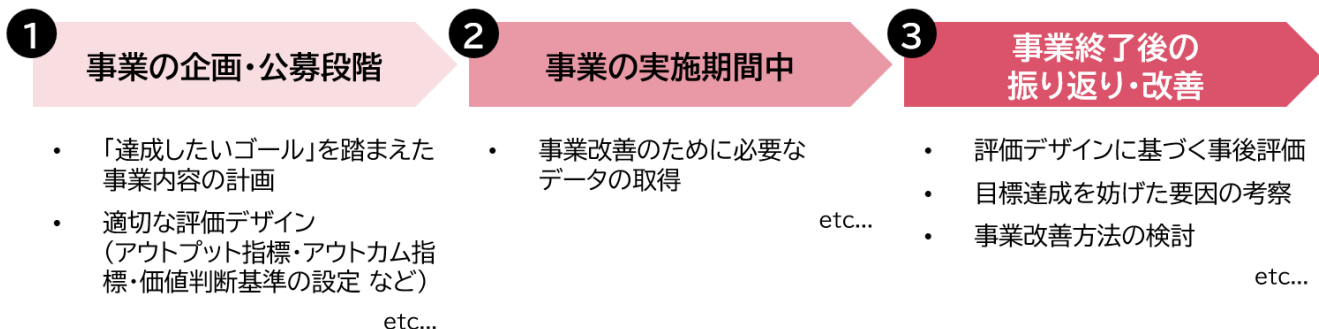 1
事業の企画・公募段階
• 「達成したいゴール」を踏まえた
事業内容の計画
• 適切な評価デザイン
（アウトプット指標・アウトカム指
標・価値判断基準の設定 など）
etc...
2
事業の実施期間中
• 事業改善のために必要な
データの取得
etc...
3
事業終了後の
振り返り・改善
• 評価デザインに基づく事後評価
• 目標達成を妨げた要因の考察
• 事業改善方法の検討
etc...